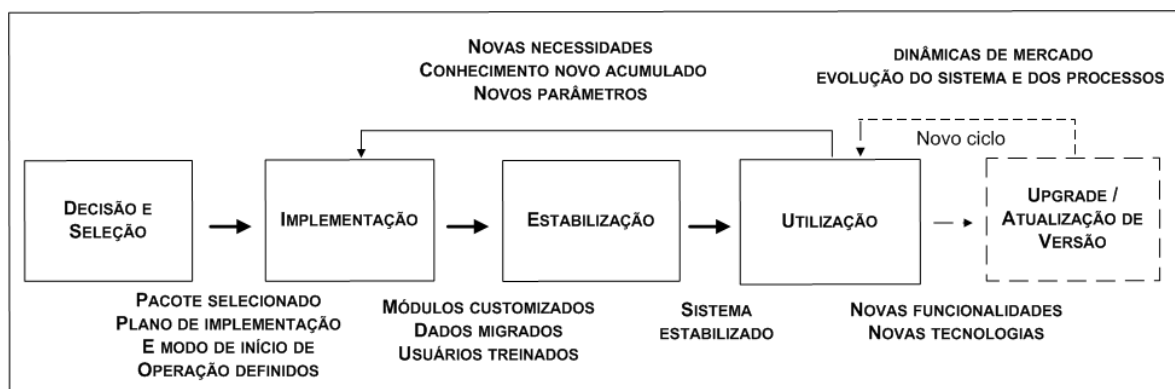 NOVAS NECESSIDADES
CONHECIMENTO NOVO ACUMULADO
NOVOS PARÂMETROS
DINÂMICAS DE MERCADO
EVOLUÇÃO DO SISTEMA E DOS PROCESSOS
Novo ciclo
DECISÃO E
SELEÇÃO
IMPLEMENTAÇÃO
ESTABILIZAÇÃO
UTILIZAÇÃO
UPGRADE /
ATUALIZAÇÃO DE
VERSÃO
PACOTE SELECIONADO
PLANO DE IMPLEMENTAÇÃO
E MODO DE INÍCIO DE
OPERAÇÃO DEFINIDOS
MÓDULOS CUSTOMIZADOS
DADOS MIGRADOS
USUÁRIOS TREINADOS
SISTEMA
ESTABILIZADO
NOVAS FUNCIONALIDADES
NOVAS TECNOLOGIAS